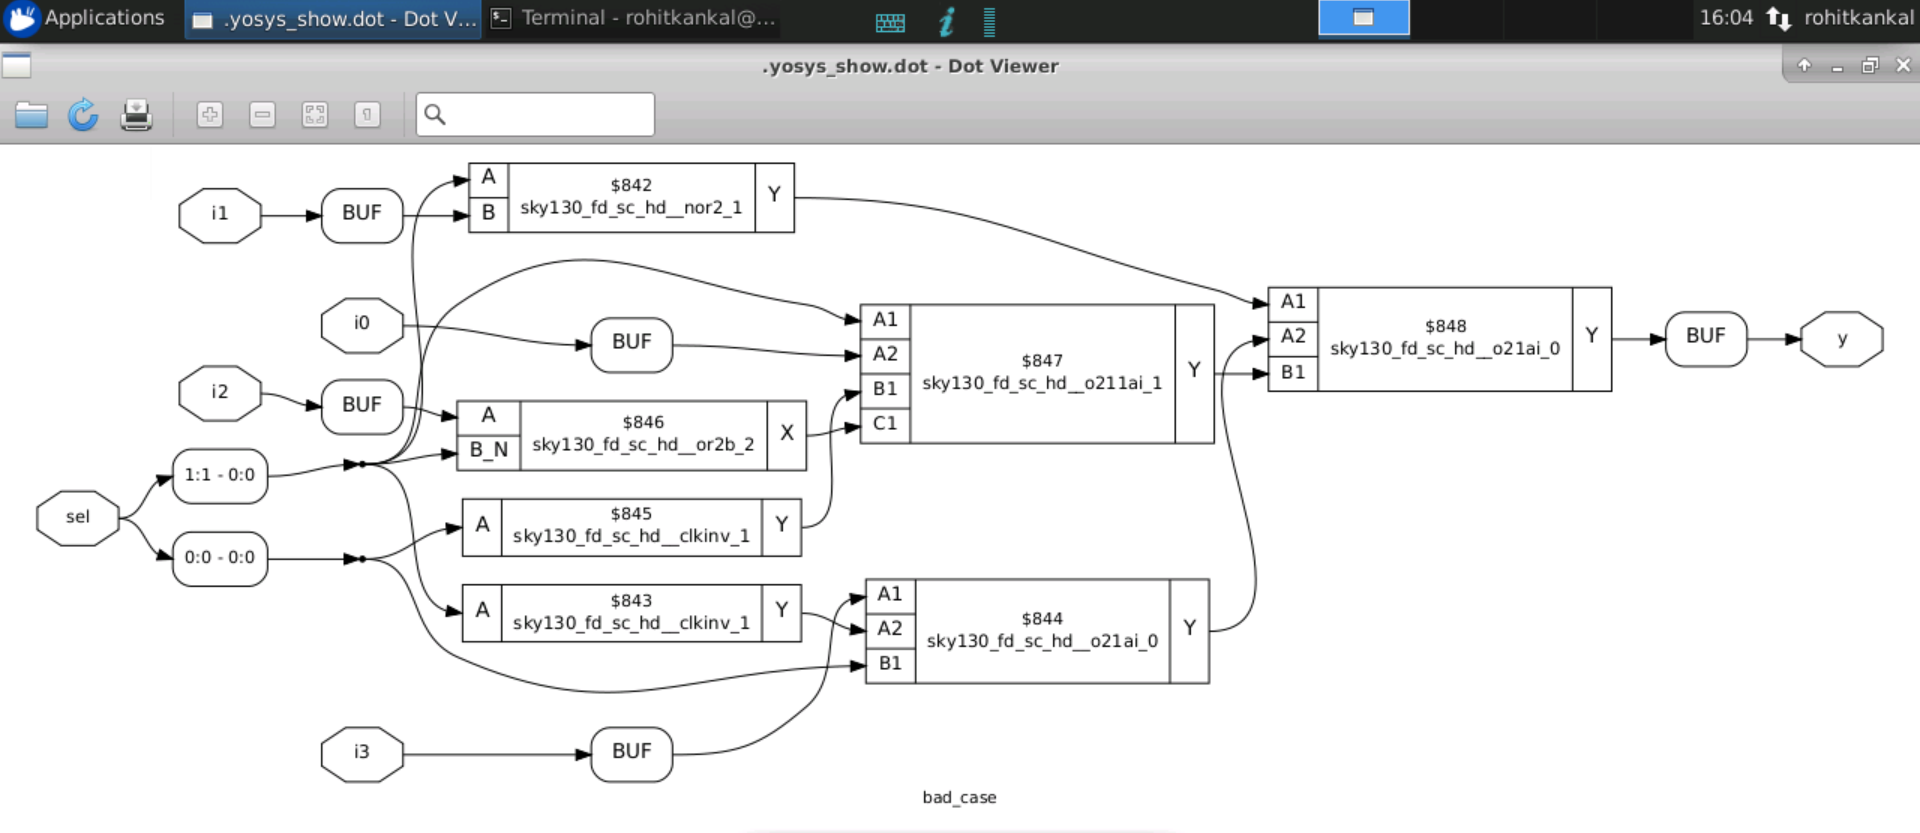 Applications
.yosys_show.dot - Dot V...
Terminal - rohitkankal@...
16:04
rohitkankal
.yosys_show.dot - Dot Viewer
i1
BUF
A
B
$842
sky130_fd_sc_hd__nor2_1
Y
i0
BUF
i2
BUF
A
B_N
$846
sky130_fd_sc_hd__or2b_2
X
A1
A2
B1
C1
$847
sky130_fd_sc_hd__o211ai_1
Y
A1
A2
B1
$848
sky130_fd_sc_hd__o21ai_0
Y
BUF
y
sel
1:1 - 0:0
0:0 - 0:0
A
$845
sky130_fd_sc_hd__clkinv_1
Y
A
$843
sky130_fd_sc_hd__clkinv_1
Y
A1
A2
B1
$844
sky130_fd_sc_hd__o21ai_0
Y
i3
BUF
bad_case